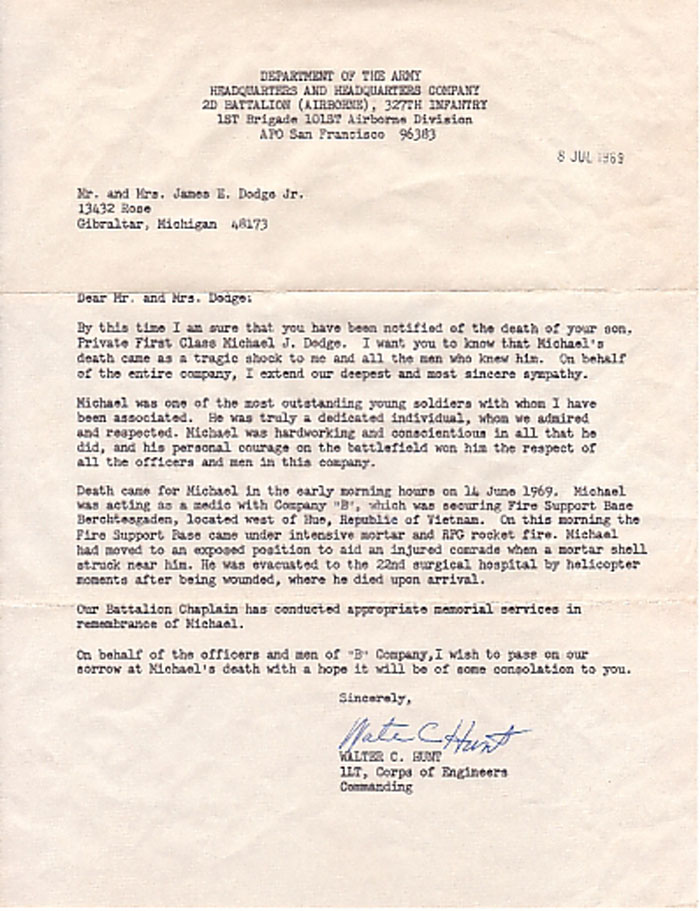 DEPARTMENT OF THE ARMY
HEADQUARTERS AND HEADQUARTERS COMPANY
2D BATTALION (AIRBORNE), 327TH INFANTRY
1ST Brigade 101ST Airborne Division
APO San Francisco 96383
8 JUL 1969
Mr. and Mrs. James E. Dodge Jr.
13432 Rose
Gibraltar, Michigan 48173
Dear Mr. and Mrs. Dodge:
By this time I am sure that you have been notified of the death of your son,
Private First Class Michael J. Dodge. I want you to know that Michael's
death came as a tragic shock to me and all the men who knew him. On behalf
of the entire company, I extend our deepest and most sincere sympathy.
Michael was one of the most outstanding young soldiers with whom I have
been associated. He was truly a dedicated individual, whom we admired
and respected. Michael was hardworking and conscientious in all that he
did, and his personal courage on the battlefield won him the respect of
all the officers and men in this company.
Death came for Michael in the early morning hours on 14 June 1969. Michael
was acting as a medic with Company "B", which was securing Fire Support Base
Berchtesgaden, located west of Hue, Republic of Vietnam. On this morning the
Fire Support Base came under intensive mortar and RPG rocket fire. Michael
had moved to an exposed position to aid an injured comrade when a mortar shell
struck near him. He was evacuated to the 22nd surgical hospital by helicopter
moments after being wounded, where he died upon arrival.
Our Battalion Chaplain has conducted appropriate memorial services in
remembrance of Michael.
On behalf of the officers and men of "B" Company,I wish to pass on our
sorrow at Michael's death with a hope it will be of some consolation to you.
Sincerely,
Walter C Hunt
WALTER C. HUNT
1LT, Corps of Engineers
Commanding